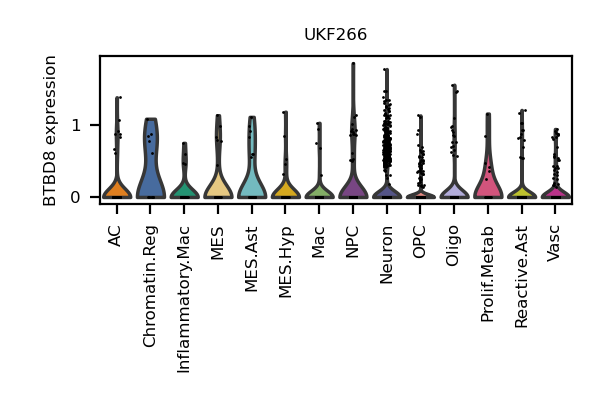 UKF266
BTBD8 expression
1
0
AC
Chromatin.Reg
Inflammatory.Mac
MES
MES.Ast
MES.Hyp
Mac
NPC
Neuron
OPC
Oligo
Prolif.Metab
Reactive.Ast
Vasc